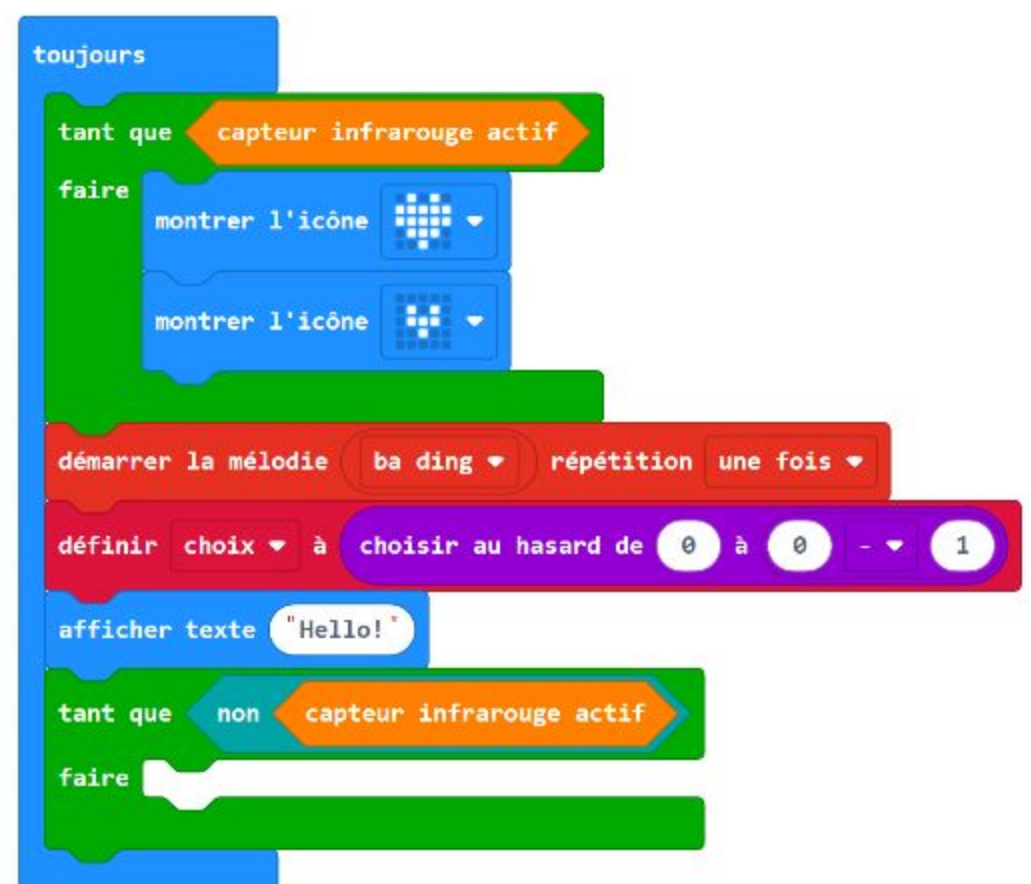 toujours
tant que capteur infrarouge actif
faire
montrer l'icône
montrer l'icône
démarrer la mélodie ba ding répétition une fois
définir choix à choisir au hasard de 0 à 0 - 1
afficher texte "Hello!"
tant que non capteur infrarouge actif
faire